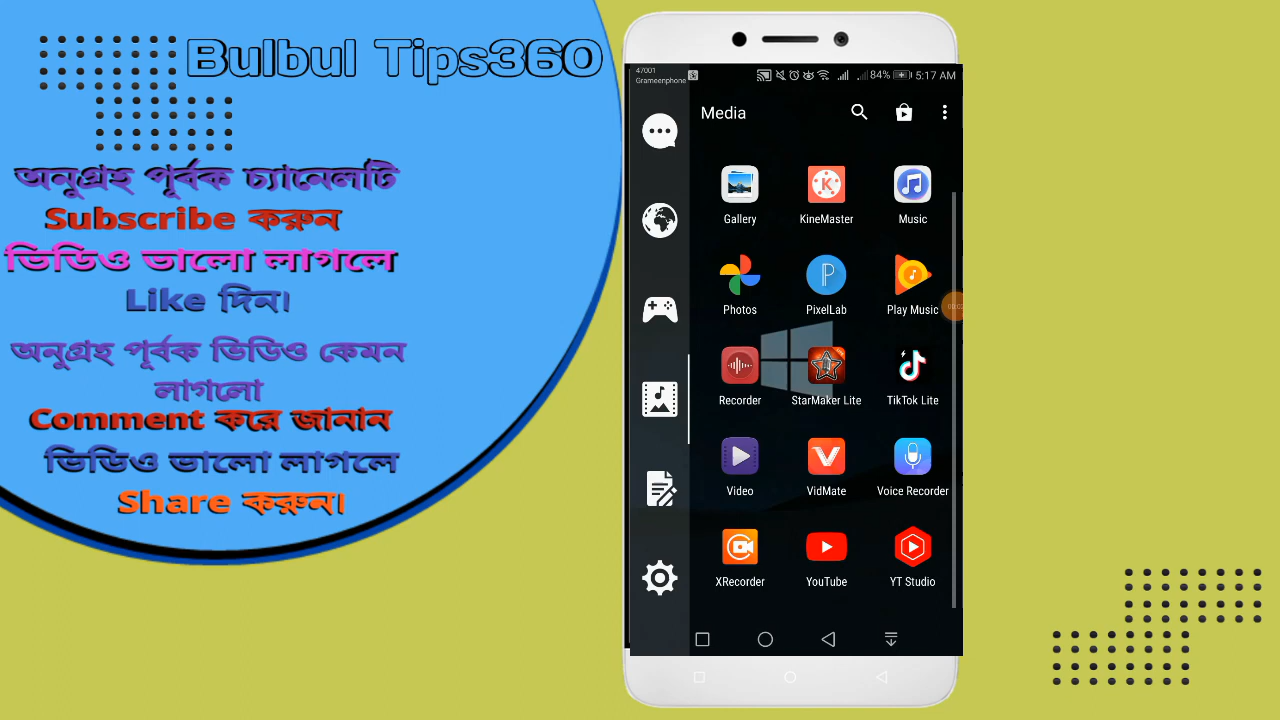 Bulbul Tips360
অনুগ্রহ পূর্বক চ্যানেলটি
Subscribe করুন
ভিডিও ভালো লাগলে
Like দিন।
অনুগ্রহ পূর্বক ভিডিও কেমন
লাগলো
Comment করে জানান
ভিডিও ভালো লাগলে
Share করুন।
47001
Grameenphone
84% 5:17 AM
Media
Gallery KineMaster Music
Photos PixelLab Play Music
Recorder StarMaker Lite TikTok Lite
Video VidMate Voice Recorder
XRecorder YouTube YT Studio